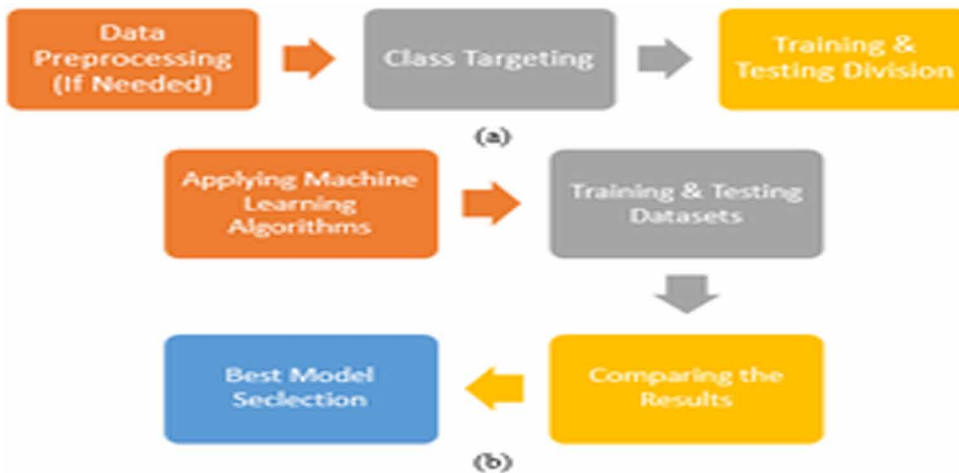 Data
Preprocessing
(If Needed)
Class Targeting
Training &
Testing Division
(a)
Applying Machine
Learning
Algorithms
Training & Testing
Datasets
Best Model
Seclection
Comparing the
Results
(b)